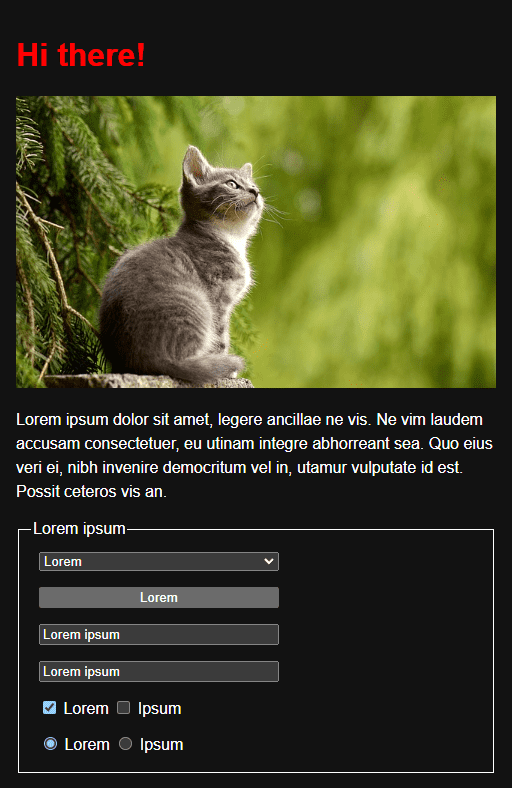 Hi there!
Lorem ipsum dolor sit amet, legere ancillae ne vis. Ne vim laudem
accusam consectetuer, eu utinam integre abhorreant sea. Quo eius
veri ei, nibh invenire democritum vel in, utamur vulputate id est.
Possit ceteros vis an.
Lorem ipsum
Lorem
Lorem
Lorem ipsum
Lorem ipsum
Lorem Ipsum
Lorem Ipsum